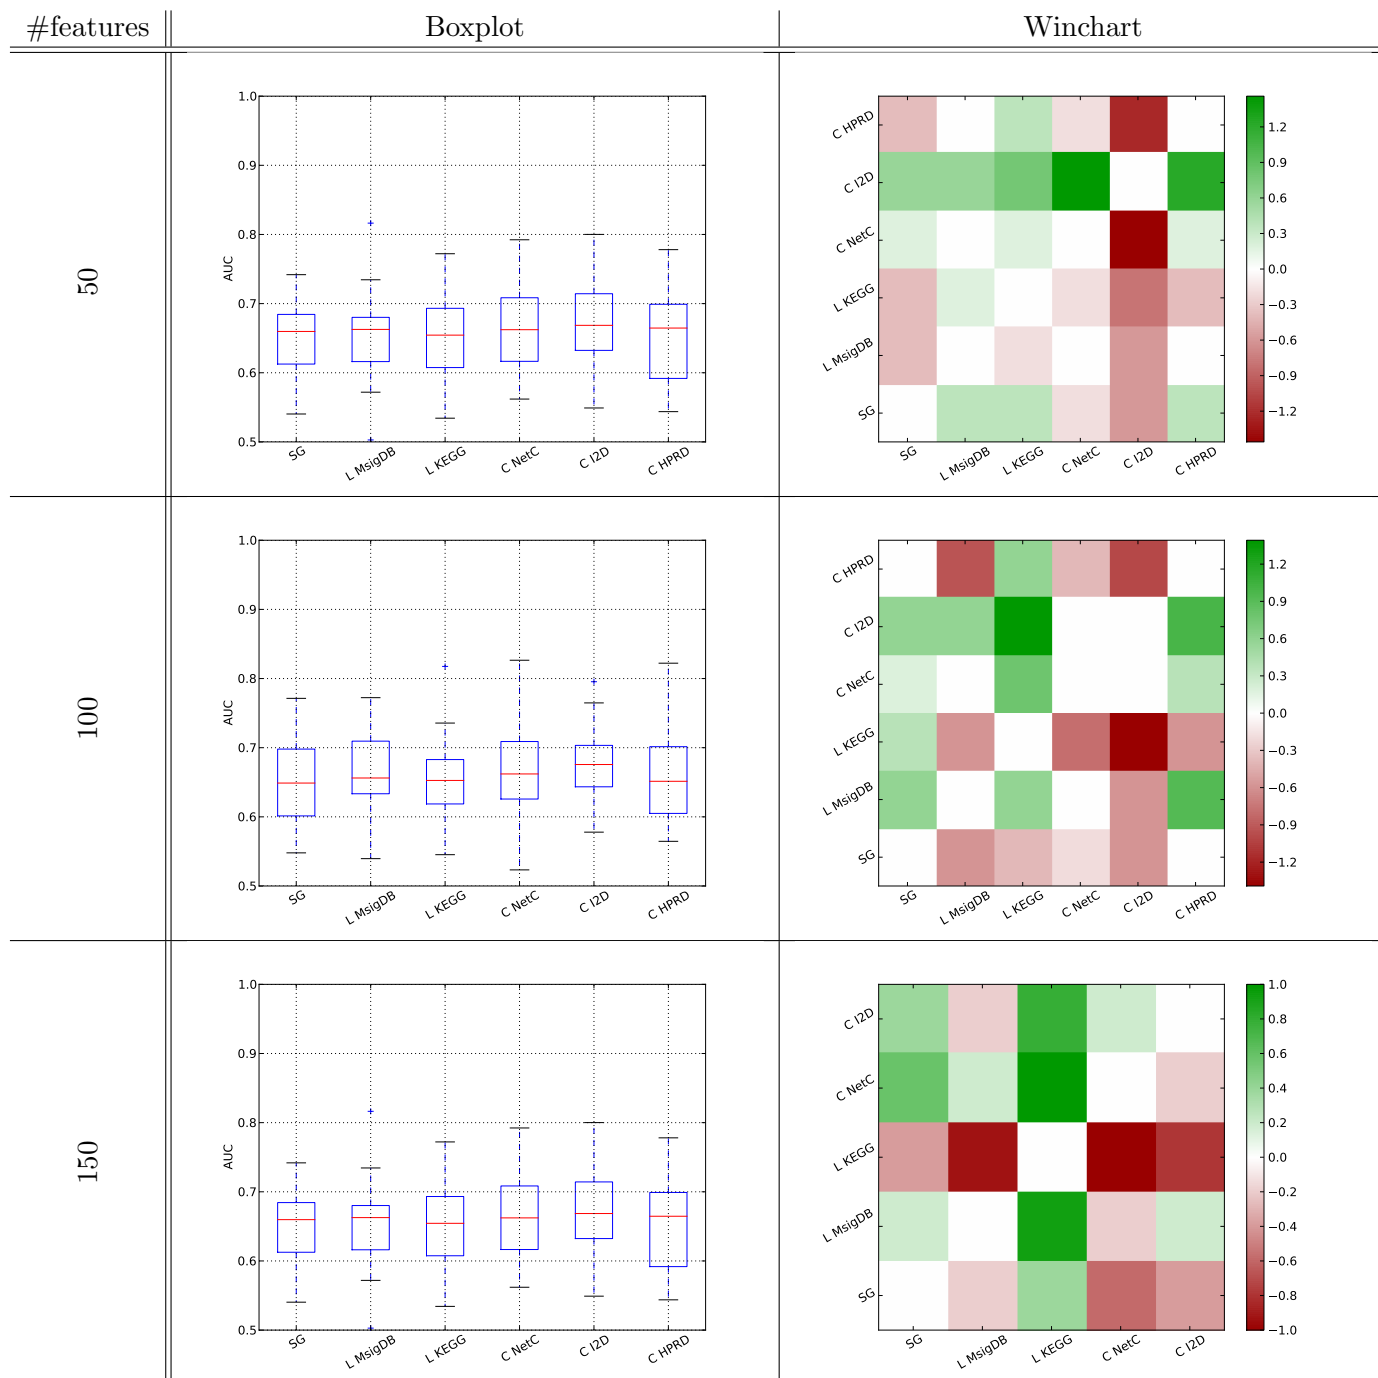 #features Boxplot Winchart
50
1.0
0.9
0.8
0.7
0.6
0.5
AUC
SG L MsigDB L KEGG C NetC C I2D C HPRD
C HPRD
C I2D
C NetC
L KEGG
L MsigDB
SG
SG L MsigDB L KEGG C NetC C I2D C HPRD
1.2
0.9
0.6
0.3
0.0
−0.3
−0.6
−0.9
−1.2
100
1.0
0.9
0.8
0.7
0.6
0.5
AUC
SG L MsigDB L KEGG C NetC C I2D C HPRD
C HPRD
C I2D
C NetC
L KEGG
L MsigDB
SG
SG L MsigDB L KEGG C NetC C I2D C HPRD
1.2
0.9
0.6
0.3
0.0
−0.3
−0.6
−0.9
−1.2
150
1.0
0.9
0.8
0.7
0.6
0.5
AUC
SG L MsigDB L KEGG C NetC C I2D C HPRD
C I2D
C NetC
L KEGG
L MsigDB
SG
SG L MsigDB L KEGG C NetC C I2D
1.0
0.8
0.6
0.4
0.2
0.0
−0.2
−0.4
−0.6
−0.8
−1.0